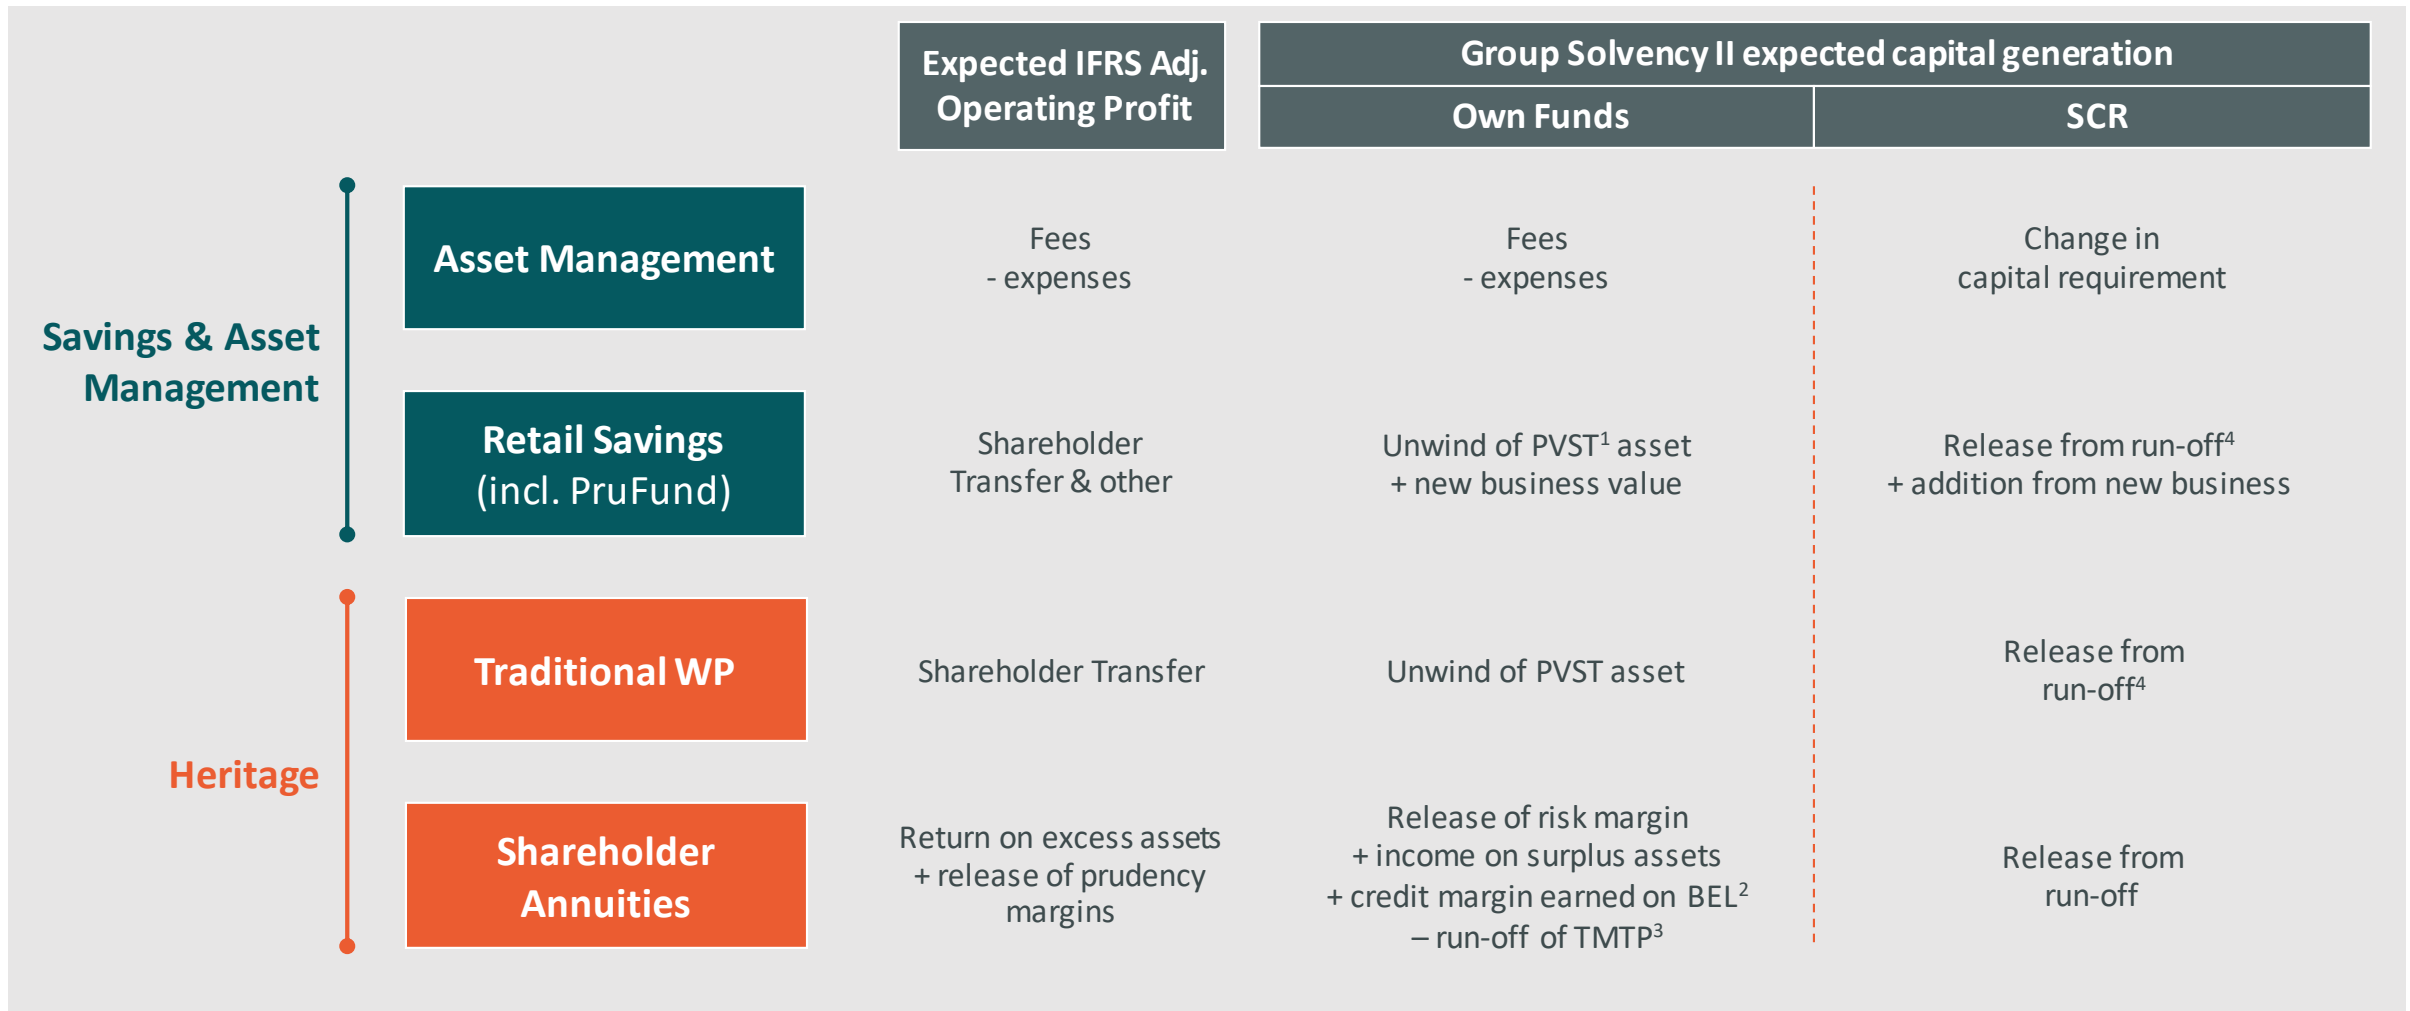 Expected IFRS Adj.
Operating Profit
Group Solvency II expected capital generation
Own Funds
SCR
Savings & Asset
Management
Asset Management
Fees
- expenses
Fees
- expenses
Change in
capital requirement
Retail Savings
(incl. PruFund)
Shareholder
Transfer & other
Unwind of PVST¹ asset
+ new business value
Release from run-off⁴
+ addition from new business
Heritage
Traditional WP
Shareholder Transfer
Unwind of PVST asset
Release from
run-off⁴
Shareholder
Annuities
Return on excess assets
+ release of prudency
margins
Release of risk margin
+ income on surplus assets
+ credit margin earned on BEL²
– run-off of TMTP³
Release from
run-off